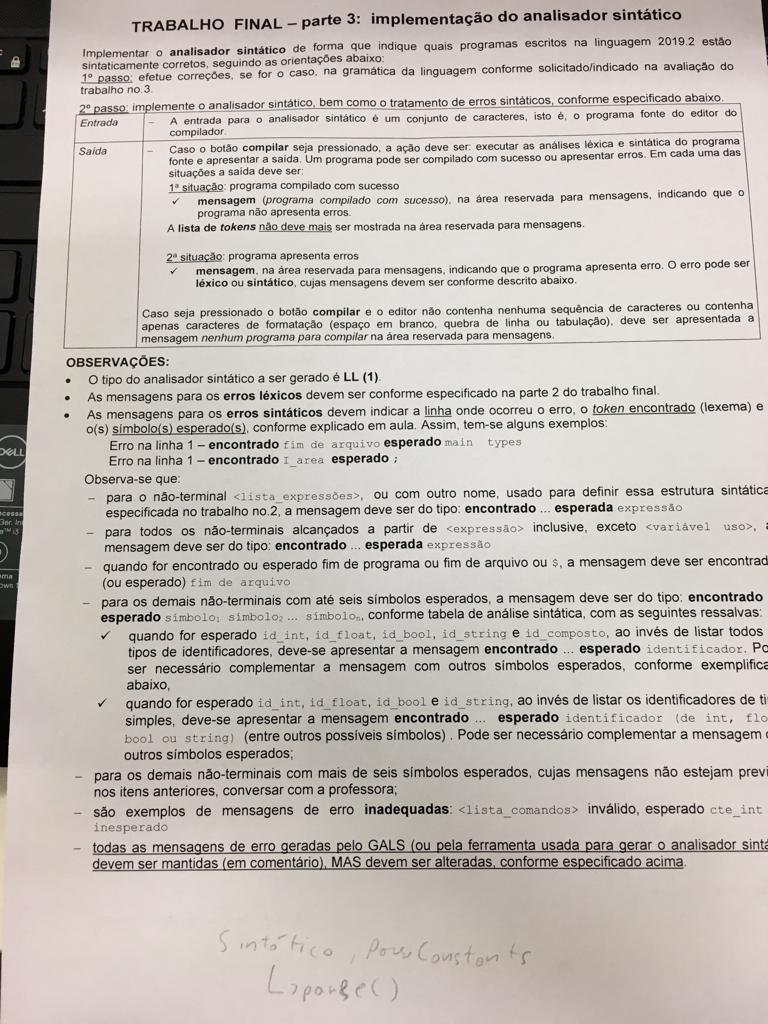 TRABALHO FINAL – parte 3: implementação do analisador sintático
Implementar o analisador sintático de forma que indique quais programas escritos na linguagem 2019.2 estão
sintaticamente corretos, seguindo as orientações abaixo:
1º passo: efetue correções, se for o caso, na gramática da linguagem conforme solicitado/indicado na avaliação do
trabalho no.3.
2º passo: implemente o analisador sintático, bem como o tratamento de erros sintáticos, conforme especificado abaixo.
Entrada – A entrada para o analisador sintático é um conjunto de caracteres, isto é, o programa fonte do editor do
compilador.
Saída – Caso o botão compilar seja pressionado, a ação deve ser: executar as análises léxica e sintática do programa
fonte e apresentar a saída. Um programa pode ser compilado com sucesso ou apresentar erros. Em cada uma das
situações a saída deve ser:
1ª situação: programa compilado com sucesso
✓ mensagem (programa compilado com sucesso), na área reservada para mensagens, indicando que o
programa não apresenta erros.
A lista de tokens não deve mais ser mostrada na área reservada para mensagens.
2ª situação: programa apresenta erros
✓ mensagem, na área reservada para mensagens, indicando que o programa apresenta erro. O erro pode ser
léxico ou sintático, cujas mensagens devem ser conforme descrito abaixo.
Caso seja pressionado o botão compilar e o editor não contenha nenhuma sequência de caracteres ou contenha
apenas caracteres de formatação (espaço em branco, quebra de linha ou tabulação), deve ser apresentada a
mensagem nenhum programa para compilar na área reservada para mensagens.
OBSERVAÇÕES:
• O tipo do analisador sintático a ser gerado é LL (1).
• As mensagens para os erros léxicos devem ser conforme especificado na parte 2 do trabalho final.
• As mensagens para os erros sintáticos devem indicar a linha onde ocorreu o erro, o token encontrado (lexema) e
o(s) símbolo(s) esperado(s), conforme explicado em aula. Assim, tem-se alguns exemplos:
Erro na linha 1 – encontrado fim de arquivo esperado main types
Erro na linha 1 – encontrado I_area esperado ;
Observa-se que:
– para o não-terminal <lista_expressões>, ou com outro nome, usado para definir essa estrutura sintática
especificada no trabalho no.2, a mensagem deve ser do tipo: encontrado ... esperada expressão
– para todos os não-terminais alcançados a partir de <expressão> inclusive, exceto <variável uso>, a
mensagem deve ser do tipo: encontrado ... esperada expressão
– quando for encontrado ou esperado fim de programa ou fim de arquivo ou $, a mensagem deve ser encontrad
(ou esperado) fim de arquivo
– para os demais não-terminais com até seis símbolos esperados, a mensagem deve ser do tipo: encontrado
esperado símbolo₁ símbolo₂ ... símboloₙ, conforme tabela de análise sintática, com as seguintes ressalvas:
✓ quando for esperado id_int, id_float, id_bool, id_string e id_composto, ao invés de listar todos
tipos de identificadores, deve-se apresentar a mensagem encontrado ... esperado identificador. Po
ser necessário complementar a mensagem com outros símbolos esperados, conforme exemplifica
abaixo,
✓ quando for esperado id_int, id_float, id_bool e id_string, ao invés de listar os identificadores de ti
simples, deve-se apresentar a mensagem encontrado ... esperado identificador (de int, flo
bool ou string) (entre outros possíveis símbolos) . Pode ser necessário complementar a mensagem
outros símbolos esperados;
– para os demais não-terminais com mais de seis símbolos esperados, cujas mensagens não estejam previ
nos itens anteriores, conversar com a professora;
– são exemplos de mensagens de erro inadequadas: <lista_comandos> inválido, esperado cte_int
inesperado
– todas as mensagens de erro geradas pelo GALS (ou pela ferramenta usada para gerar o analisador sintá
devem ser mantidas (em comentário), MAS devem ser alteradas, conforme especificado acima.
Sintático,
DELL